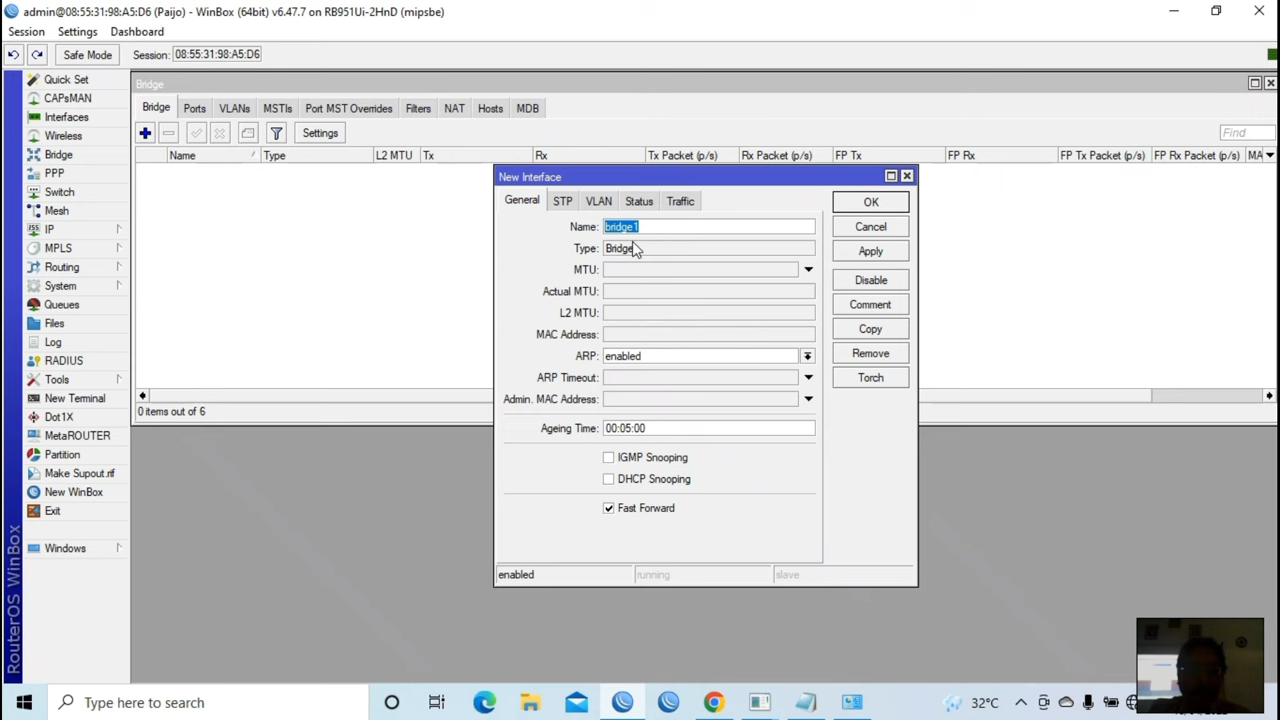 admin@08:55:31:98:A5:D6 (Paijo) - WinBox (64bit) v6.47.7 on RB951Ui-2HnD (mipsbe)
Session Settings Dashboard
Safe Mode Session: 08:55:31:98:A5:D6
Quick Set
CAPsMAN
Interfaces
Wireless
Bridge
PPP
Switch
Mesh
IP
MPLS
Routing
System
Queues
Files
Log
RADIUS
Tools
New Terminal
Dot1X
MetaROUTER
Partition
Make Supout.rif
New WinBox
Exit
Windows
RouterOS WinBox
Bridge
Bridge Ports VLANs MSTIs Port MST Overrides Filters NAT Hosts MDB
Settings Find
Name Type L2 MTU Tx Rx Tx Packet (p/s) Rx Packet (p/s) FP Tx FP Rx FP Tx Packet (p/s) FP Rx Packet (p/s) MA
0 items out of 6
New Interface
General STP VLAN Status Traffic
Name: bridge1
Type: Bridge
MTU:
Actual MTU:
L2 MTU:
MAC Address:
ARP: enabled
ARP Timeout:
Admin. MAC Address:
Ageing Time: 00:05:00
IGMP Snooping
DHCP Snooping
Fast Forward
OK
Cancel
Apply
Disable
Comment
Copy
Remove
Torch
enabled running slave
Type here to search
32°C